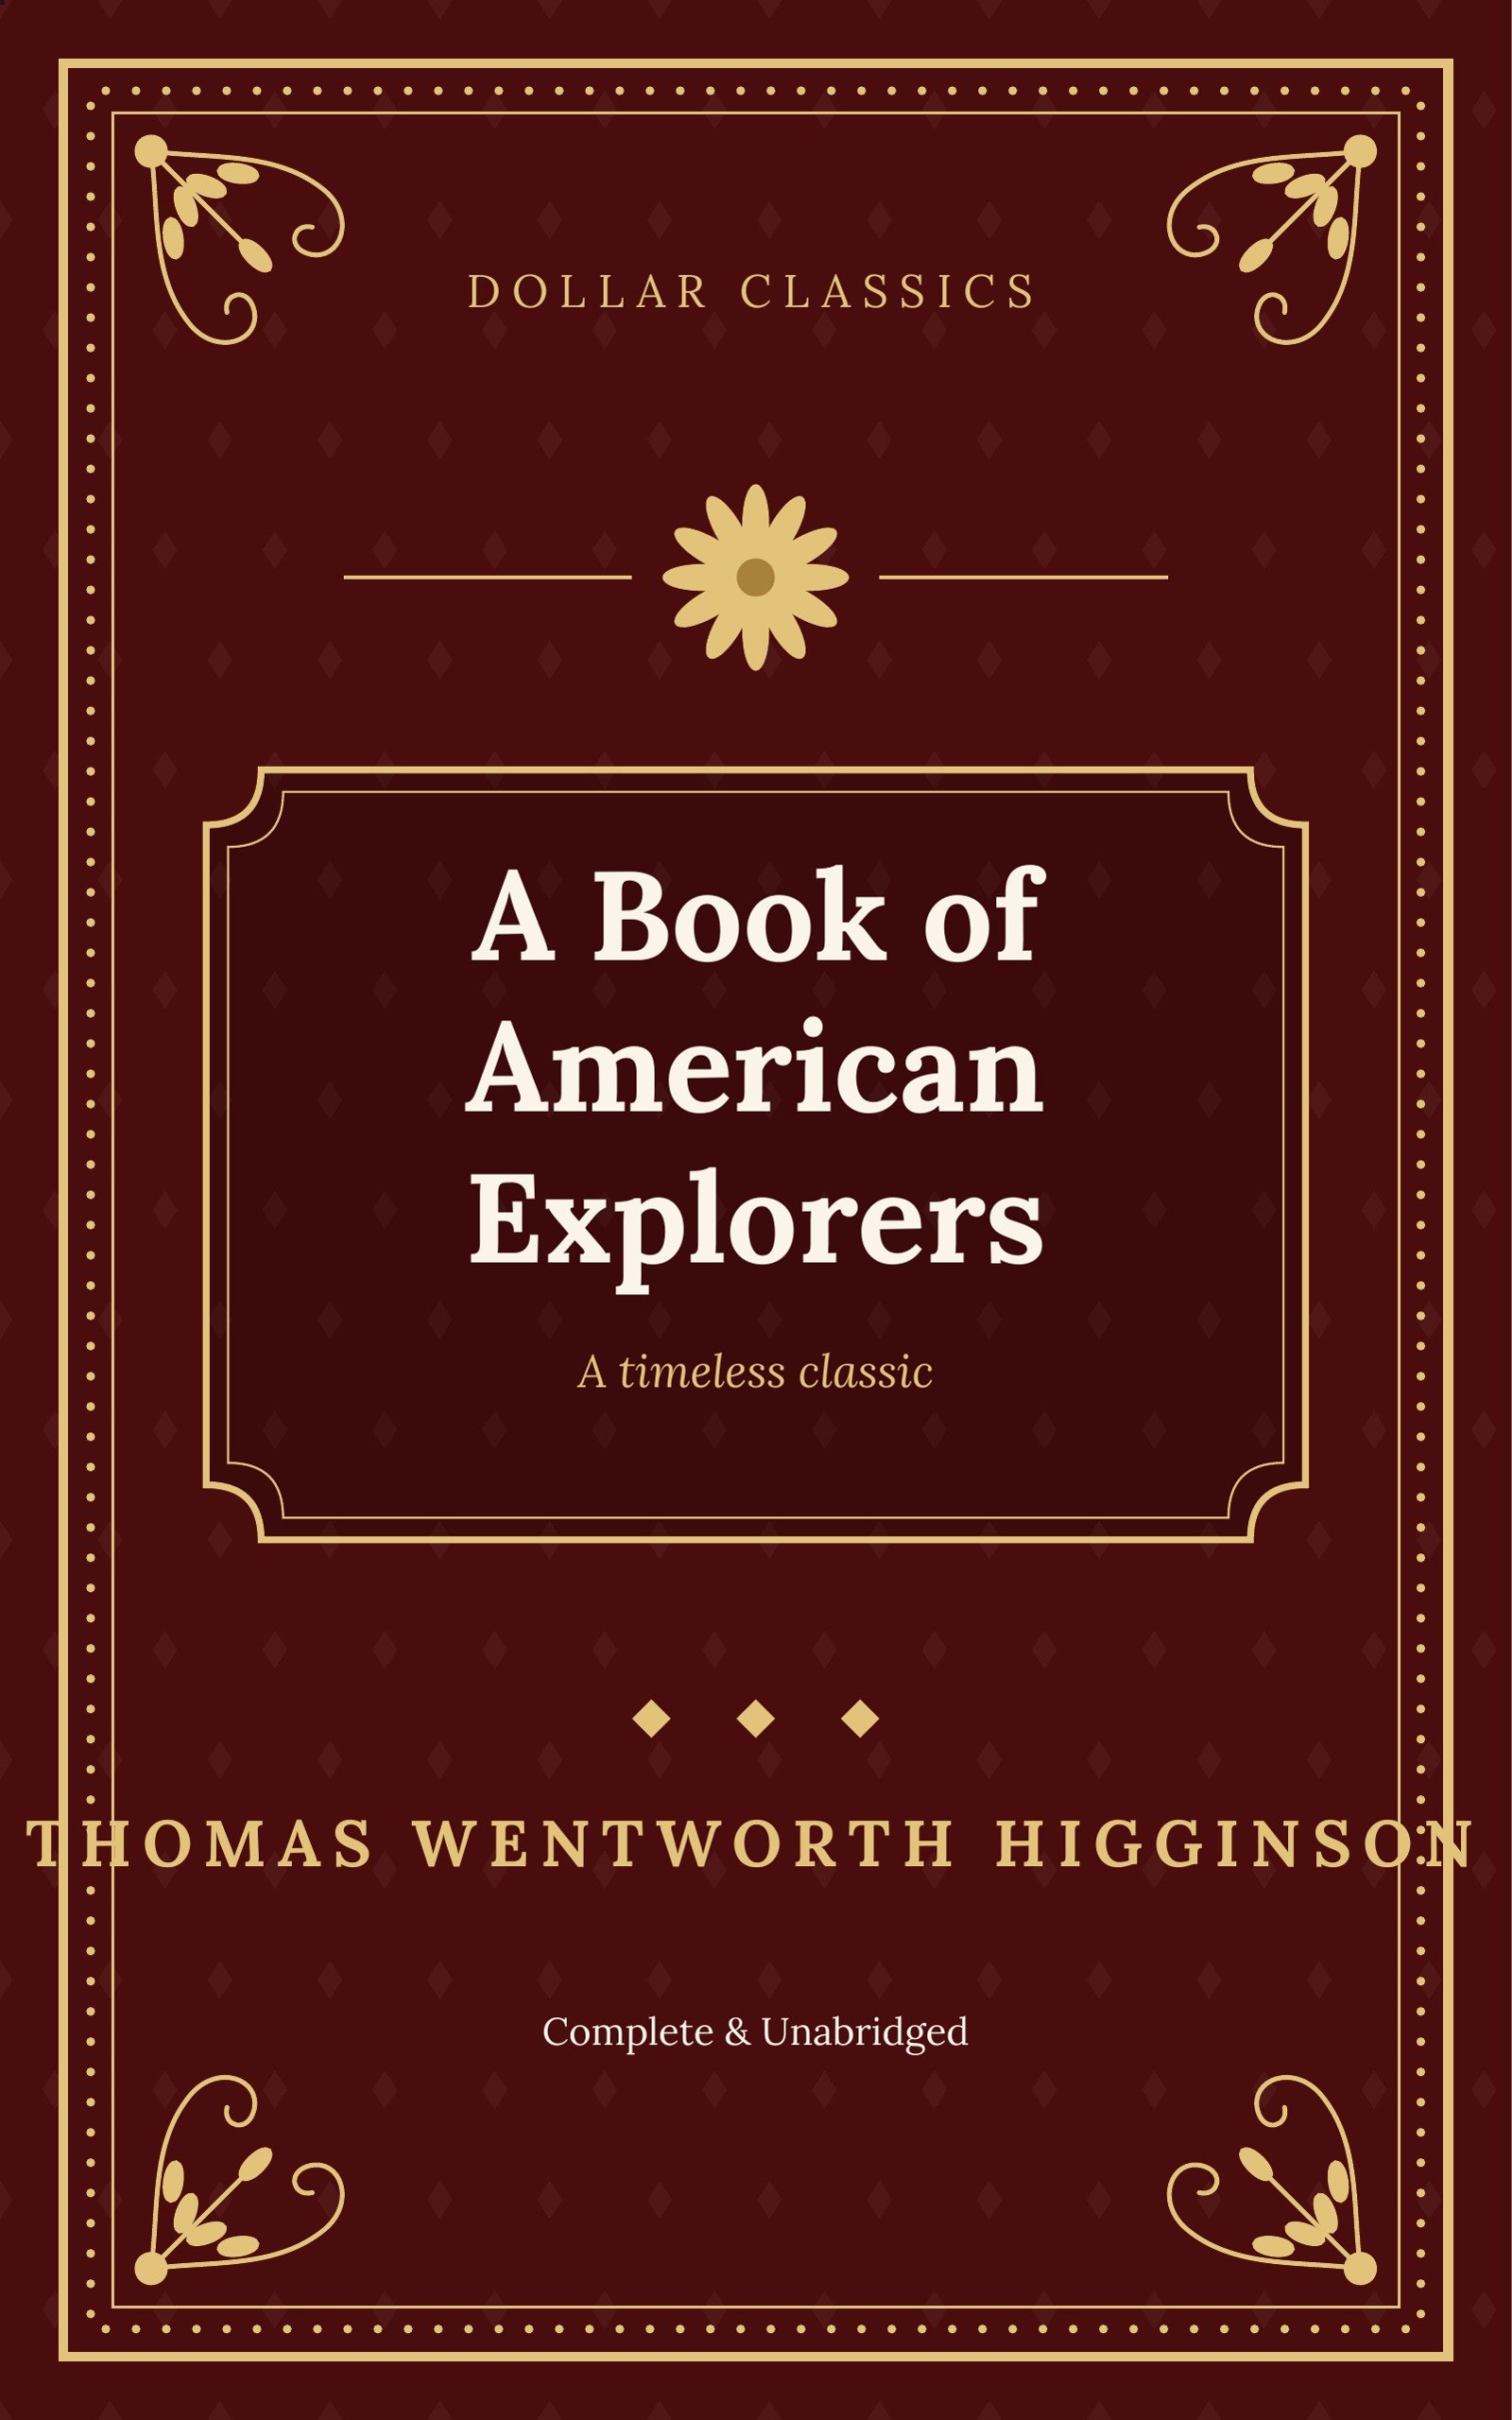 DOLLAR CLASSICS
A Book of
American
Explorers
A timeless classic
THOMAS WENTWORTH HIGGINSON
Complete & Unabridged